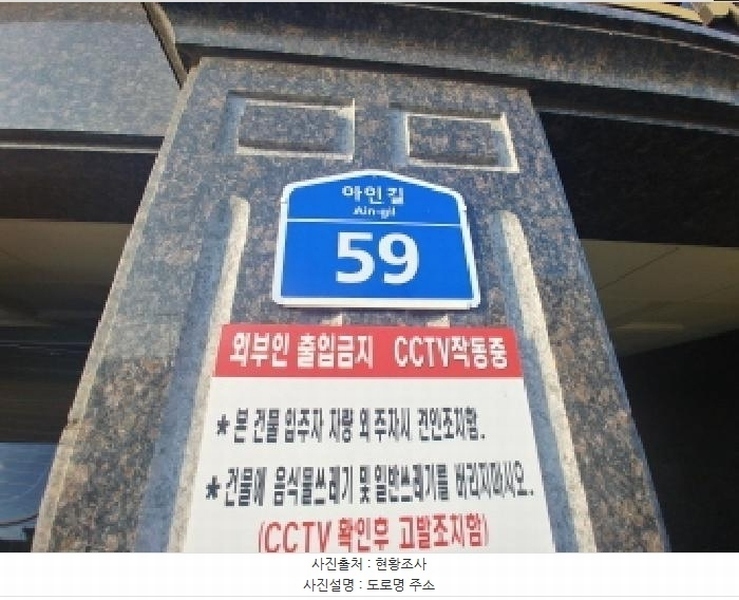 아인길
Ain-gil
59
외부인 출입금지 CCTV작동중
★ 본 건물 입주자 차량 외 주차시 견인조치함.
★ 건물에 음식물쓰레기 및 일반쓰레기를 버리지마시오.
(CCTV 확인후 고발조치함)
사진출처 : 현황조사
사진설명 : 도로명 주소